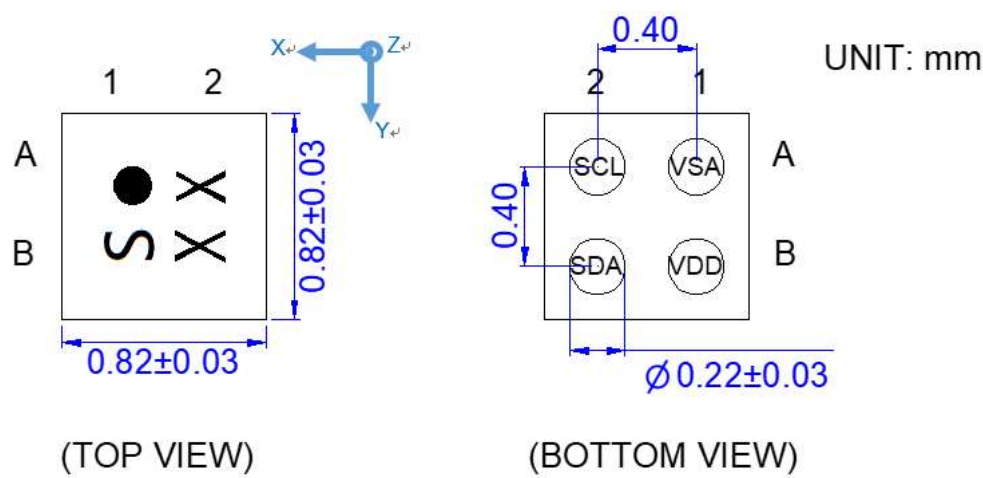 X↵ Z↵
Y↵
1 2
A
B
S X
X
0.82±0.03
0.82±0.03
(TOP VIEW)
0.40
UNIT: mm
2 1
SCL VSA A
0.40
SDA VDD B
Ø 0.22±0.03
(BOTTOM VIEW)